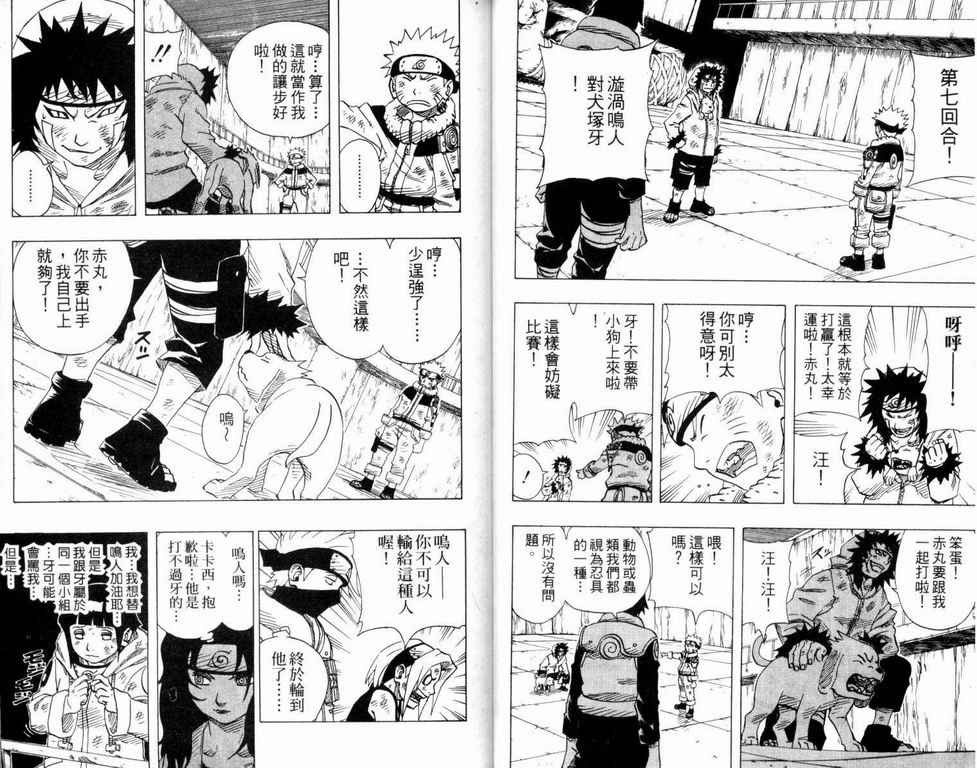 第七回合！
漩渦鳴人
對犬塚牙
！
呀呼
——！
這根本就等於
打贏了！太幸
運啦！赤丸！
汪！
哼…
你可別太
得意呀！
牙！不要帶
小狗上來啦
！
這樣會妨礙
比賽！
！
笨蛋！
赤丸要跟我
一起打啦！
汪！汪！
喂！
這樣可以
嗎？
動物或蟲
類我們都
視為忍具
的一種…
所以沒有問
題。
………
哼…算了…
這就當作我
做的讓步好
啦！
!!
………
哼…
少逞強了……
…不然這樣
吧！
赤丸，
你不要出手
，我自己上
就夠了！
スッ
嗚～
鳴人——
你不可以
輸給這種人
喔！
終於輪到
他了……
鳴人嗎…
卡卡西，抱
歉啦…他是
打不過牙的…
我…我想替
鳴人加油耶…
但是…
我跟牙屬於
同一個小組
…牙可能
會罵我…
但是…
モジモジ